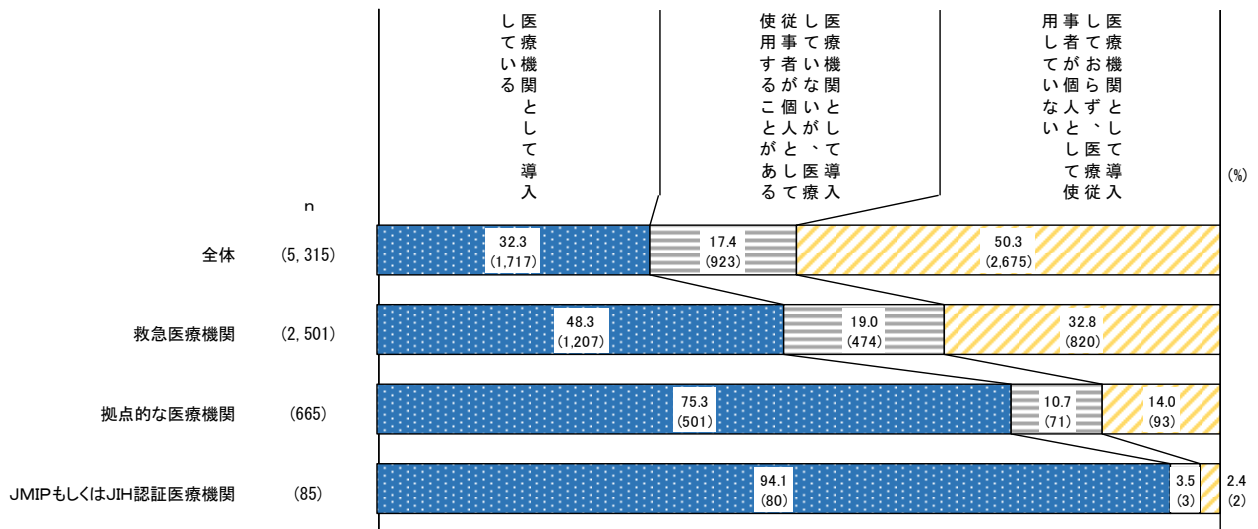 医療機関として導入
している
医療機関として導入
していないが、医療
従事者が個人として
使用することがある
医療機関として導入
しておらず、医療従
事者が個人として使
用していない
(%)
n
全体 (5,315) 32.3 17.4 50.3
(1,717) (923) (2,675)
救急医療機関 (2,501) 48.3 19.0 32.8
(1,207) (474) (820)
拠点的な医療機関 (665) 75.3 10.7 14.0
(501) (71) (93)
JMIPもしくはJIH認証医療機関 (85) 94.1 3.5 2.4
(80) (3) (2)